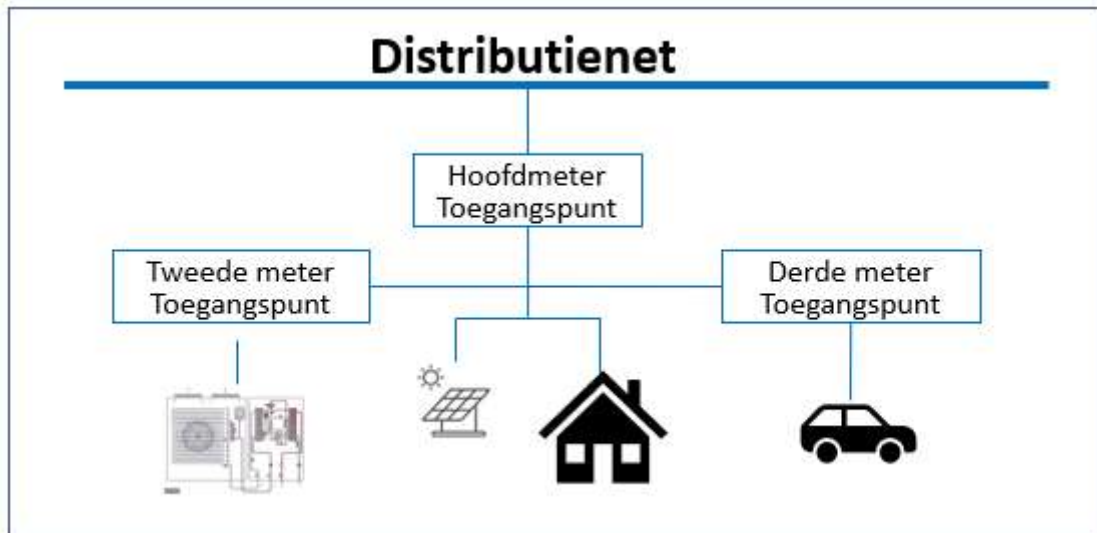 Distributienet
Hoofdmeter
Toegangspunt
Tweede meter
Toegangspunt
Derde meter
Toegangspunt